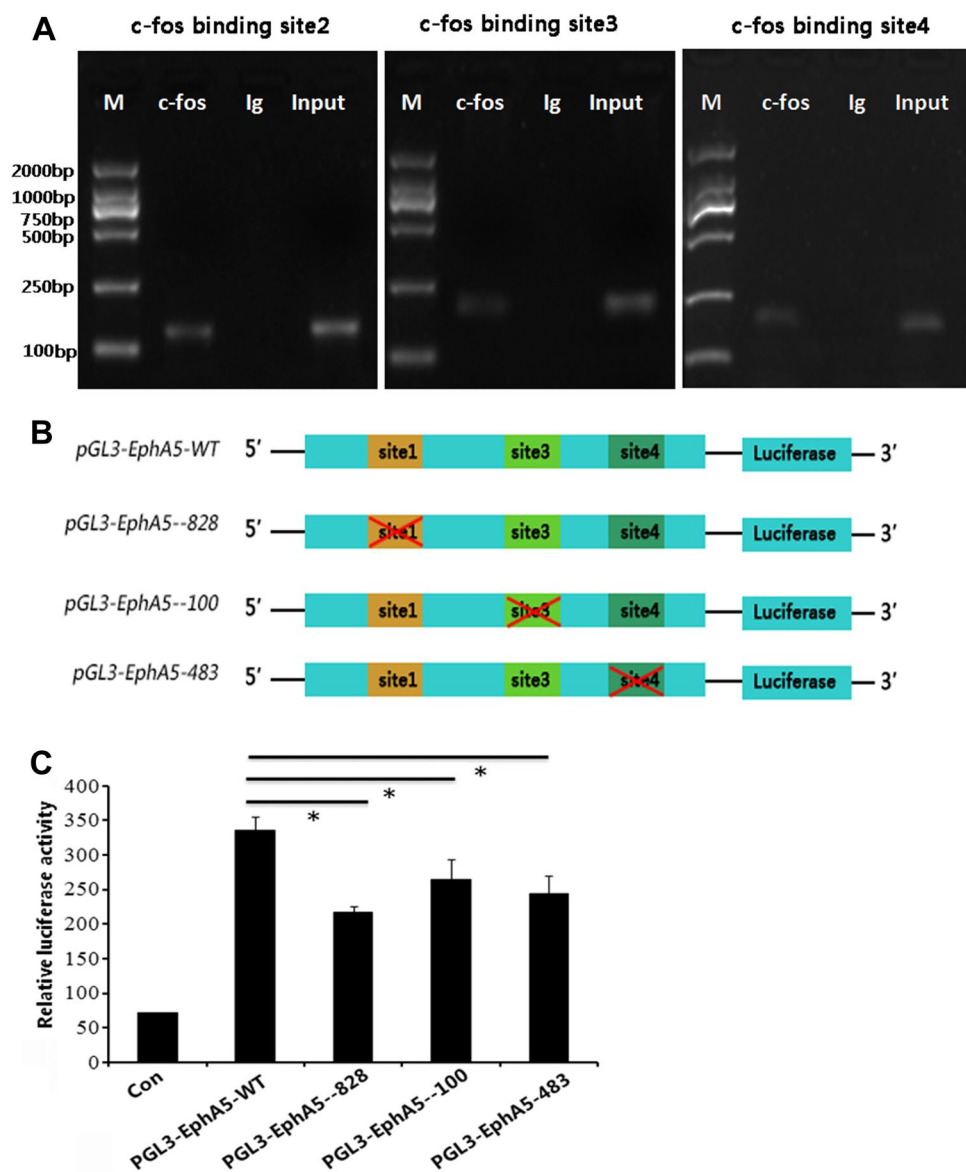 A
c-fos binding site2
c-fos binding site3
c-fos binding site4
M c-fos Ig Input
M c-fos Ig Input
M c-fos Ig Input
2000bp
1000bp
750bp
500bp
250bp
100bp
B
pGL3-EphA5-WT 5′ site1 site3 site4 Luciferase 3′
pGL3-EphA5--828 5′ site1 site3 site4 Luciferase 3′
pGL3-EphA5--100 5′ site1 site3 site4 Luciferase 3′
pGL3-EphA5-483 5′ site1 site3 site4 Luciferase 3′
C
Relative luciferase activity
400
350
300
250
200
150
100
50
0
*
*
*
Con
PGL3-EphA5-WT
PGL3-EphA5--828
PGL3-EphA5--100
PGL3-EphA5-483